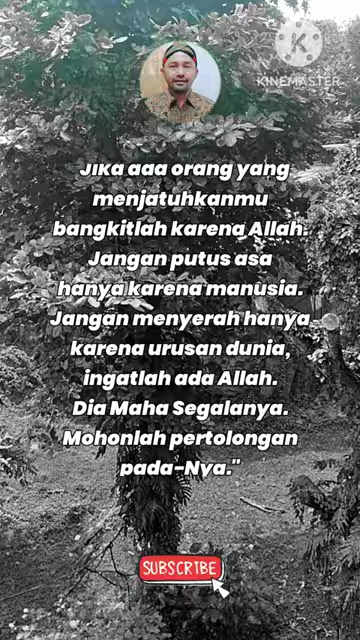 KINEMASTER
Jika ada orang yang
menjatuhkanmu
bangkitlah karena Allah.
Jangan putus asa
hanya karena manusia.
Jangan menyerah hanya
karena urusan dunia,
ingatlah ada Allah.
Dia Maha Segalanya.
Mohonlah pertolongan
pada-Nya."
SUBSCRIBE